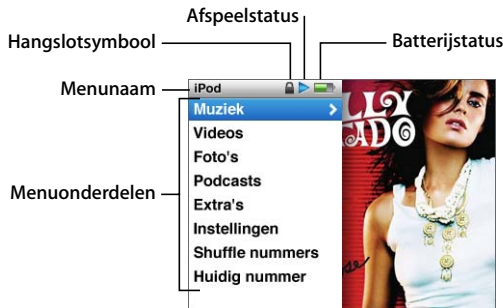 Afspeelstatus
Hangslotsymbool
Batterijstatus
Menunaam
iPod
Muziek
Videos
Foto's
Podcasts
Extra's
Instellingen
Shuffle nummers
Huidig nummer
Menuonderdelen